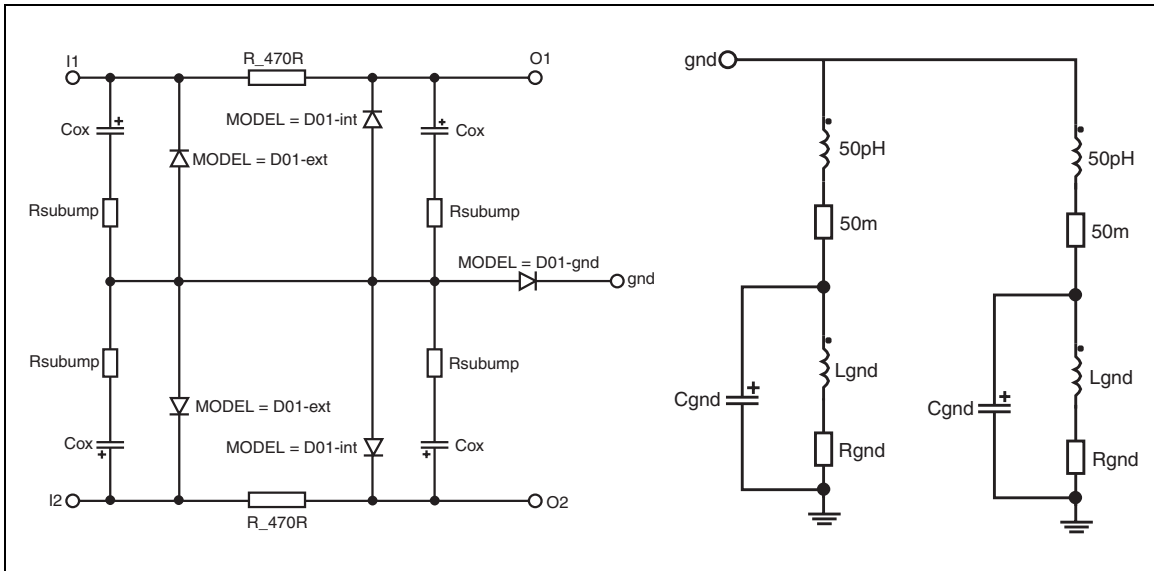 I1
R_470R
O1
Cox
MODEL = D01-int
Cox
MODEL = D01-ext
Rsubump
Rsubump
MODEL = D01-gnd
gnd
Rsubump
Rsubump
MODEL = D01-ext
Cox
MODEL = D01-int
Cox
I2
R_470R
O2
gnd
50pH
50pH
50m
50m
Lgnd
Lgnd
Cgnd
Cgnd
Rgnd
Rgnd